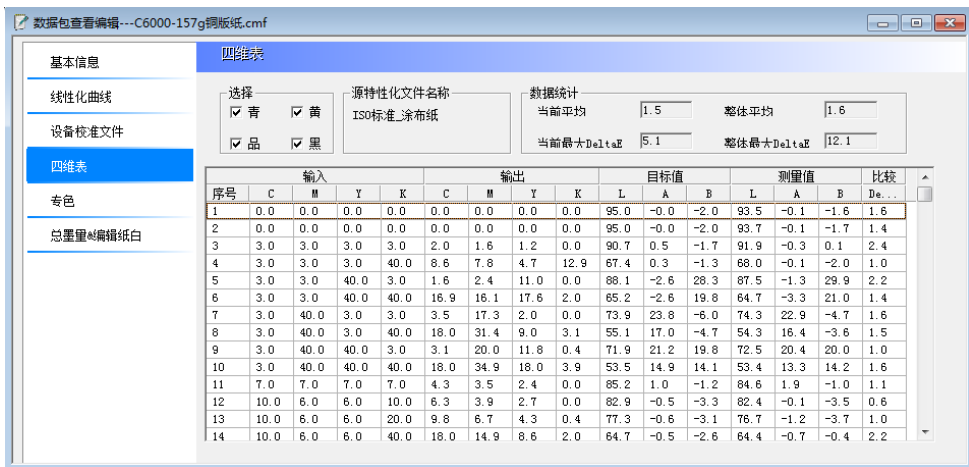 数据包查看编辑---C6000-157g铜版纸.cmf
基本信息
线性化曲线
设备校准文件
四维表
专色
总墨量&编辑纸白
四维表
选择
青 黄
品 黑
源特性化文件名称
ISO标准_涂布纸
数据统计
当前平均 1.5 整体平均 1.6
当前最大DeltaE 5.1 整体最大DeltaE 12.1
输入 输出 目标值 测量值 比较
序号 C M Y K C M Y K L A B L A B De...
1 0.0 0.0 0.0 0.0 0.0 0.0 0.0 0.0 95.0 -0.0 -2.0 93.5 -0.1 -1.6 1.6
2 0.0 0.0 0.0 0.0 0.0 0.0 0.0 0.0 95.0 -0.0 -2.0 93.7 -0.1 -1.7 1.4
3 3.0 3.0 3.0 3.0 2.0 1.6 1.2 0.0 90.7 0.5 -1.7 91.9 -0.3 0.1 2.4
4 3.0 3.0 3.0 40.0 8.6 7.8 4.7 12.9 67.4 0.3 -1.3 68.0 -0.1 -2.0 1.0
5 3.0 3.0 40.0 3.0 1.6 2.4 11.0 0.0 88.1 -2.6 28.3 87.5 -1.3 29.9 2.2
6 3.0 3.0 40.0 40.0 16.9 16.1 17.6 2.0 65.2 -2.6 19.8 64.7 -3.3 21.0 1.4
7 3.0 40.0 3.0 3.0 3.5 17.3 2.0 0.0 73.9 23.8 -6.0 74.3 22.9 -4.7 1.6
8 3.0 40.0 3.0 40.0 18.0 31.4 9.0 3.1 55.1 17.0 -4.7 54.3 16.4 -3.6 1.5
9 3.0 40.0 40.0 3.0 3.1 20.0 11.8 0.4 71.9 21.2 19.8 72.5 20.4 20.0 1.0
10 3.0 40.0 40.0 40.0 18.0 34.9 18.0 3.9 53.5 14.9 14.1 53.4 13.3 14.2 1.6
11 7.0 7.0 7.0 7.0 4.3 3.5 2.4 0.0 85.2 1.0 -1.2 84.6 1.9 -1.0 1.1
12 10.0 6.0 6.0 10.0 6.3 3.9 2.7 0.0 82.9 -0.5 -3.3 82.4 -0.1 -3.5 0.6
13 10.0 6.0 6.0 20.0 9.8 6.7 4.3 0.4 77.3 -0.6 -3.1 76.7 -1.2 -3.7 1.0
14 10.0 6.0 6.0 40.0 18.0 14.9 8.6 2.0 64.7 -0.5 -2.6 64.4 -0.7 -0.4 2.2